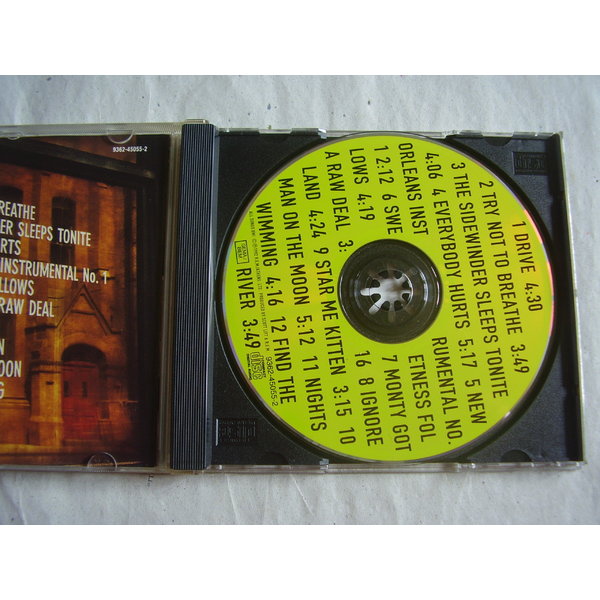 9362-45055-2
REATHE
ER SLEEPS TONITE
RTS
INSTRUMENTAL No. 1
LLOWS
RAW DEAL
N
OON
G
1 DRIVE 4:30
2 TRY NOT TO BREATHE 3:49
3 THE SIDEWINDER SLEEPS TONITE
4:06 4 EVERYBODY HURTS 5:17 5 NEW
ORLEANS INST RUMENTAL NO.
1 2:12 6 SWE ETNESS FOL
LOWS 4:19 7 MONTY GOT
A RAW DEAL 3: 16 8 IGNORE
LAND 4:24 9 STAR ME KITTEN 3:15 10
MAN ON THE MOON 5:12 11 NIGHTS
WIMMING 4:16 12 FIND THE
RIVER 3:49
9362-45055-2
disc